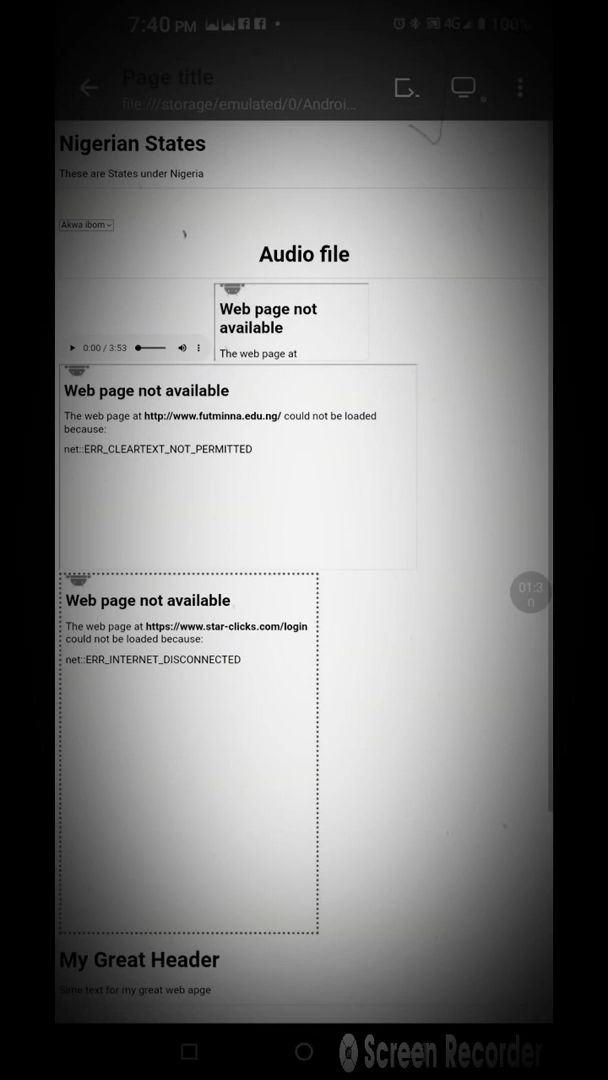 7:40 PM
4G 100%
Page title
file:///storage/emulated/0/Androi...
Nigerian States
These are States under Nigeria
Akwa ibom
Audio file
Web page not
available
The web page at
0:00 / 3:53
Web page not available
The web page at http://www.futminna.edu.ng/ could not be loaded
because:
net::ERR_CLEARTEXT_NOT_PERMITTED
01:3
Web page not available
The web page at https://www.star-clicks.com/login
could not be loaded because:
net::ERR_INTERNET_DISCONNECTED
My Great Header
text for my great web apge
Screen Recorder